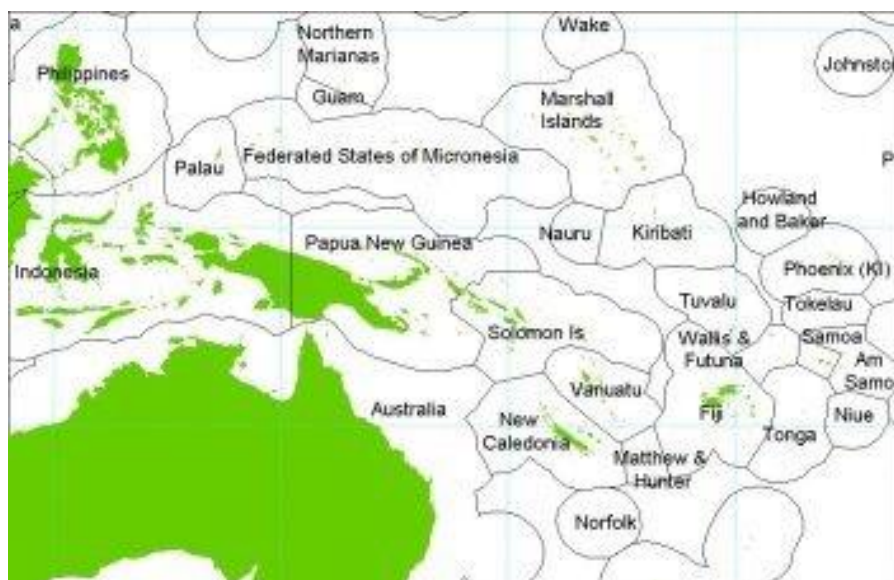 a
Northern
Marianas
Wake
Philippines
Johnsto
Guam
Marshall
Islands
Palau
Federated States of Micronesia
P
Howland
and Baker
Papua New Guinea
Nauru
Kiribati
Indonesia
Phoenix (KI)
Tuvalu
Tokelau
Solomon Is
Wallis &
Futuna
Samoa
Am
Samo
Vanuatu
Australia
New
Caledonia
Fiji
Niue
Tonga
Matthew &
Hunter
Norfolk